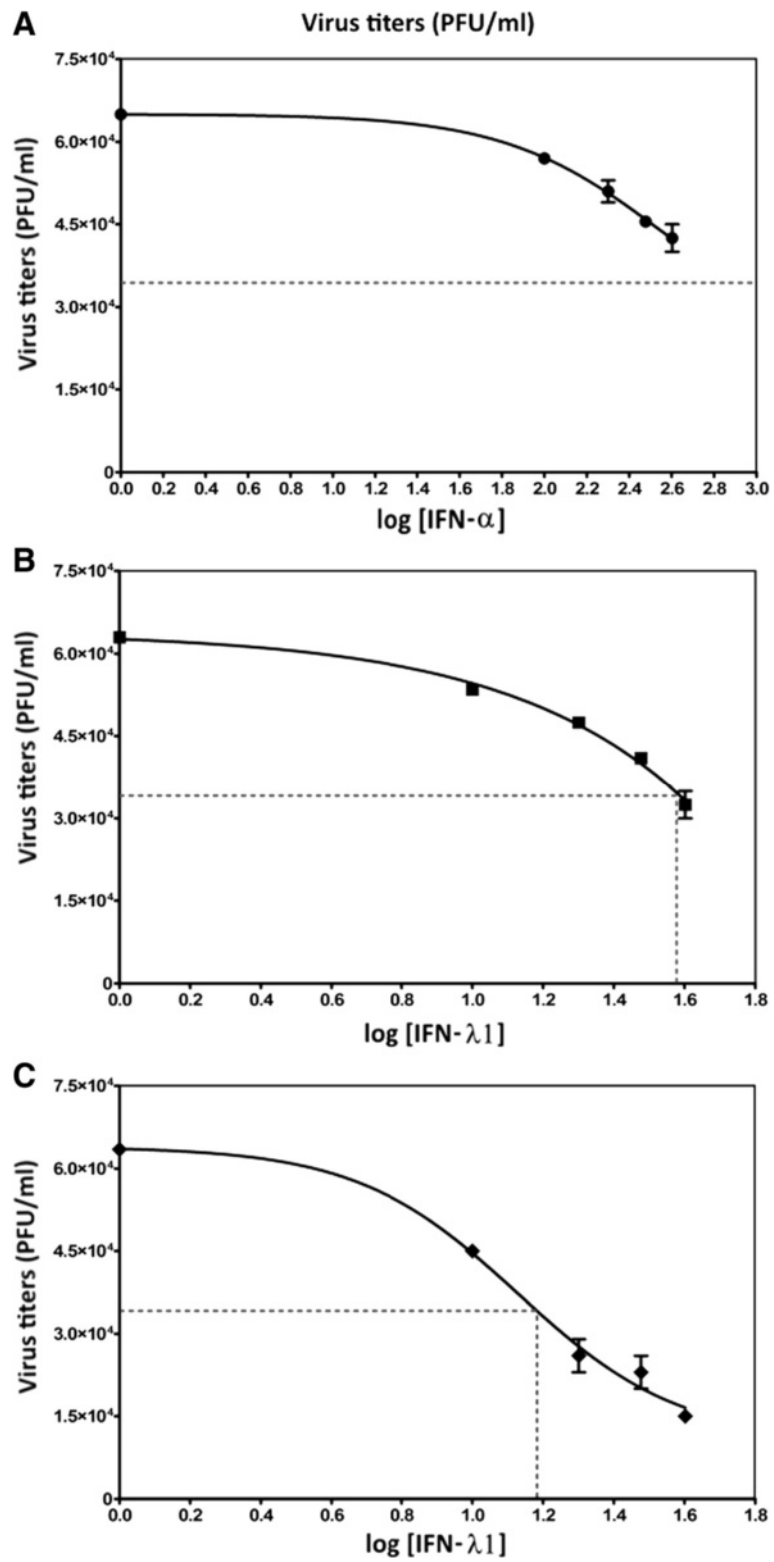 A
Virus titers (PFU/ml)
Virus titers (PFU/ml)
7.5×10⁴
6.0×10⁴
4.5×10⁴
3.0×10⁴
1.5×10⁴
0
0.0 0.2 0.4 0.6 0.8 1.0 1.2 1.4 1.6 1.8 2.0 2.2 2.4 2.6 2.8 3.0
log [IFN-α]
B
Virus titers (PFU/ml)
7.5×10⁴
6.0×10⁴
4.5×10⁴
3.0×10⁴
1.5×10⁴
0
0.0 0.2 0.4 0.6 0.8 1.0 1.2 1.4 1.6 1.8
log [IFN-λ1]
C
Virus titers (PFU/ml)
7.5×10⁴
6.0×10⁴
4.5×10⁴
3.0×10⁴
1.5×10⁴
0
0.0 0.2 0.4 0.6 0.8 1.0 1.2 1.4 1.6 1.8
log [IFN-λ1]